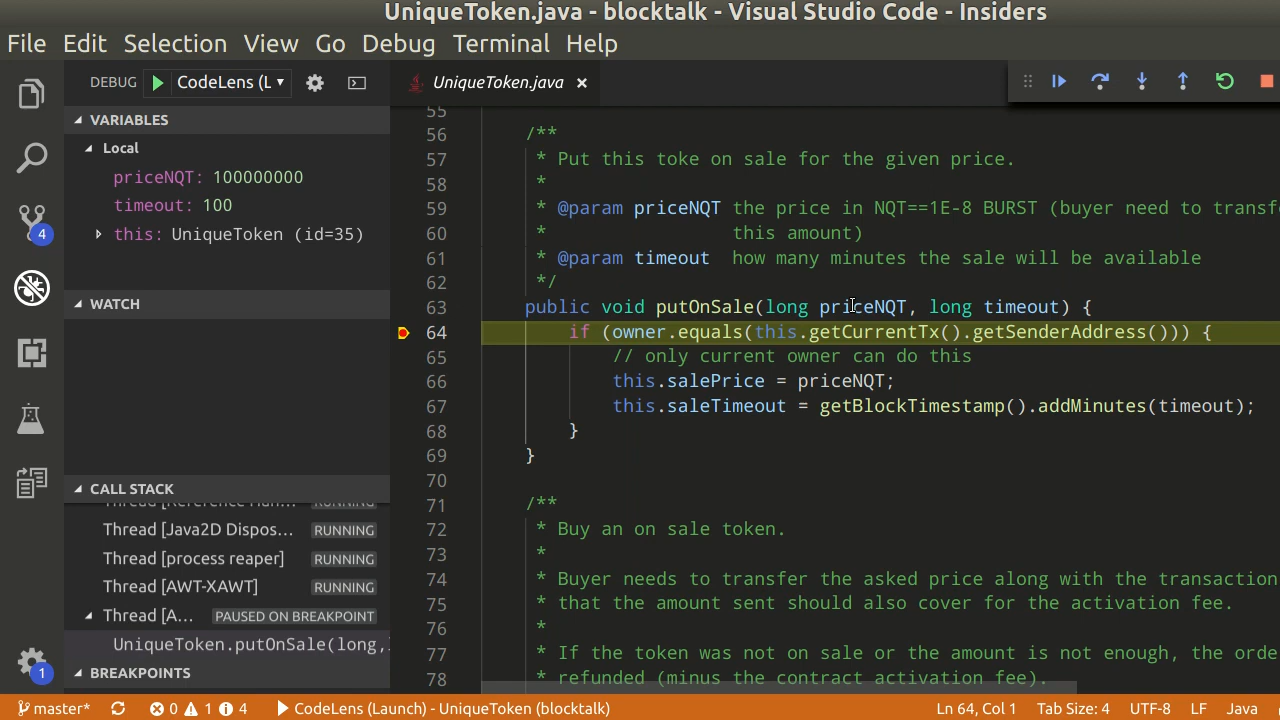 UniqueToken.java - blocktalk - Visual Studio Code - Insiders
File Edit Selection View Go Debug Terminal Help
DEBUG CodeLens (L
UniqueToken.java ×
VARIABLES
Local
priceNQT: 100000000
timeout: 100
this: UniqueToken (id=35)
WATCH
CALL STACK
RUNNING
Thread [Java2D Dispos... RUNNING
Thread [process reaper] RUNNING
Thread [AWT-XAWT] RUNNING
Thread [A... PAUSED ON BREAKPOINT
UniqueToken.putOnSale(long,
BREAKPOINTS
4
1
55
56 /**
57 * Put this toke on sale for the given price.
58 *
59 * @param priceNQT the price in NQT==1E-8 BURST (buyer need to transf
60 * this amount)
61 * @param timeout how many minutes the sale will be available
62 */
63 public void putOnSale(long priceNQT, long timeout) {
64 if (owner.equals(this.getCurrentTx().getSenderAddress())) {
65 // only current owner can do this
66 this.salePrice = priceNQT;
67 this.saleTimeout = getBlockTimestamp().addMinutes(timeout);
68 }
69 }
70
71 /**
72 * Buy an on sale token.
73 *
74 * Buyer needs to transfer the asked price along with the transaction
75 * that the amount sent should also cover for the activation fee.
76 *
77 * If the token was not on sale or the amount is not enough, the orde
78 * refunded (minus the contract activation fee).
master* 0 1 4 CodeLens (Launch) - UniqueToken (blocktalk) Ln 64, Col 1 Tab Size: 4 UTF-8 LF Java